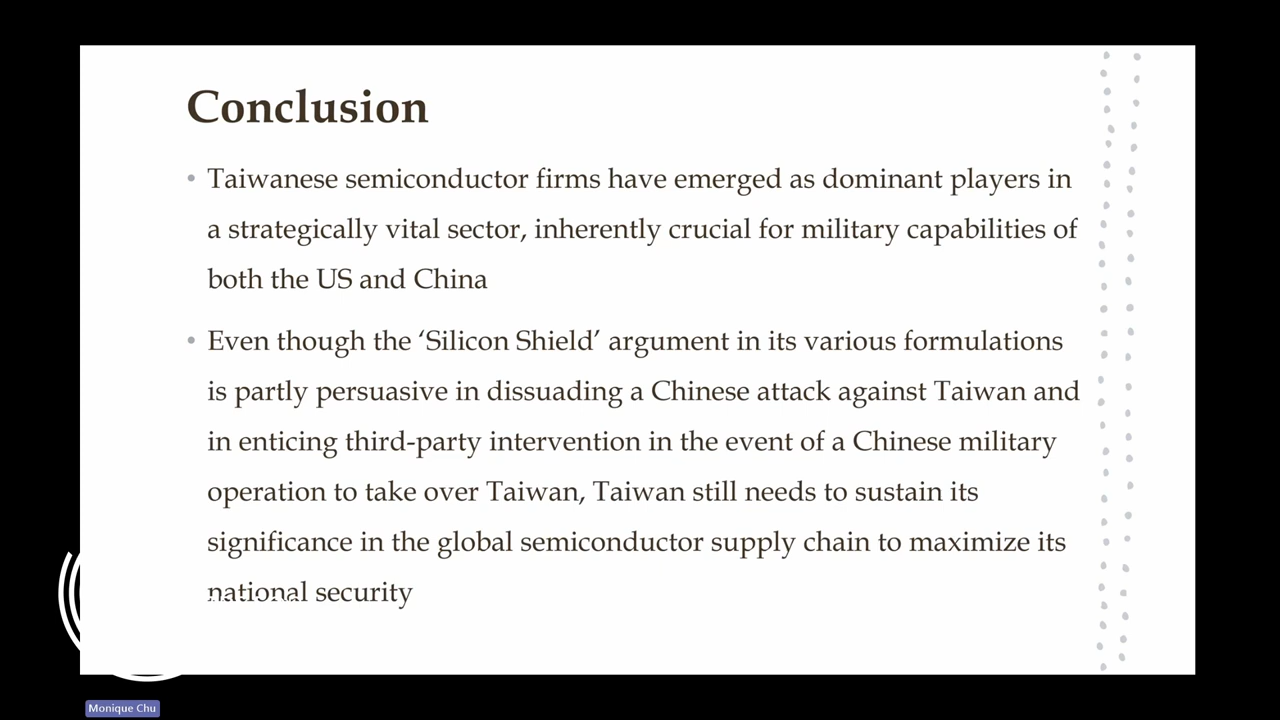 Conclusion
• Taiwanese semiconductor firms have emerged as dominant players in
a strategically vital sector, inherently crucial for military capabilities of
both the US and China
• Even though the ‘Silicon Shield’ argument in its various formulations
is partly persuasive in dissuading a Chinese attack against Taiwan and
in enticing third-party intervention in the event of a Chinese military
operation to take over Taiwan, Taiwan still needs to sustain its
significance in the global semiconductor supply chain to maximize its
national security
Monique Chu